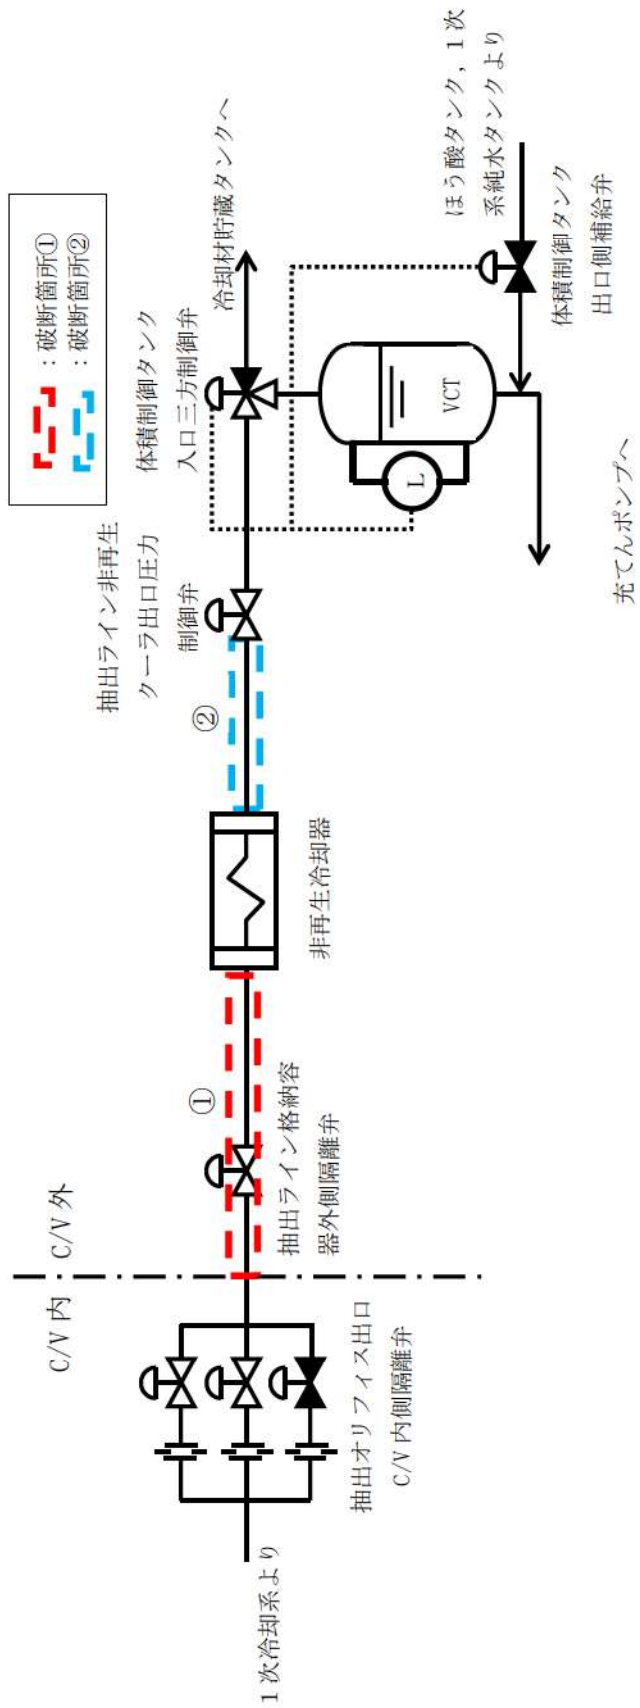 ：破断箇所①
：破断箇所②
C/V 内
C/V 外
１次冷却系より
抽出オリフィス出口
C/V 内側隔離弁
①
抽出ライン格納容
器外側隔離弁
非再生冷却器
②
抽出ライン非再生
クーラ出口圧力
制御弁
体積制御タンク
入口三方制御弁
冷却材貯蔵タンクへ
L
VCT
ほう酸タンク，１次
系純水タンクより
体積制御タンク
出口側補給弁
充てんポンプへ